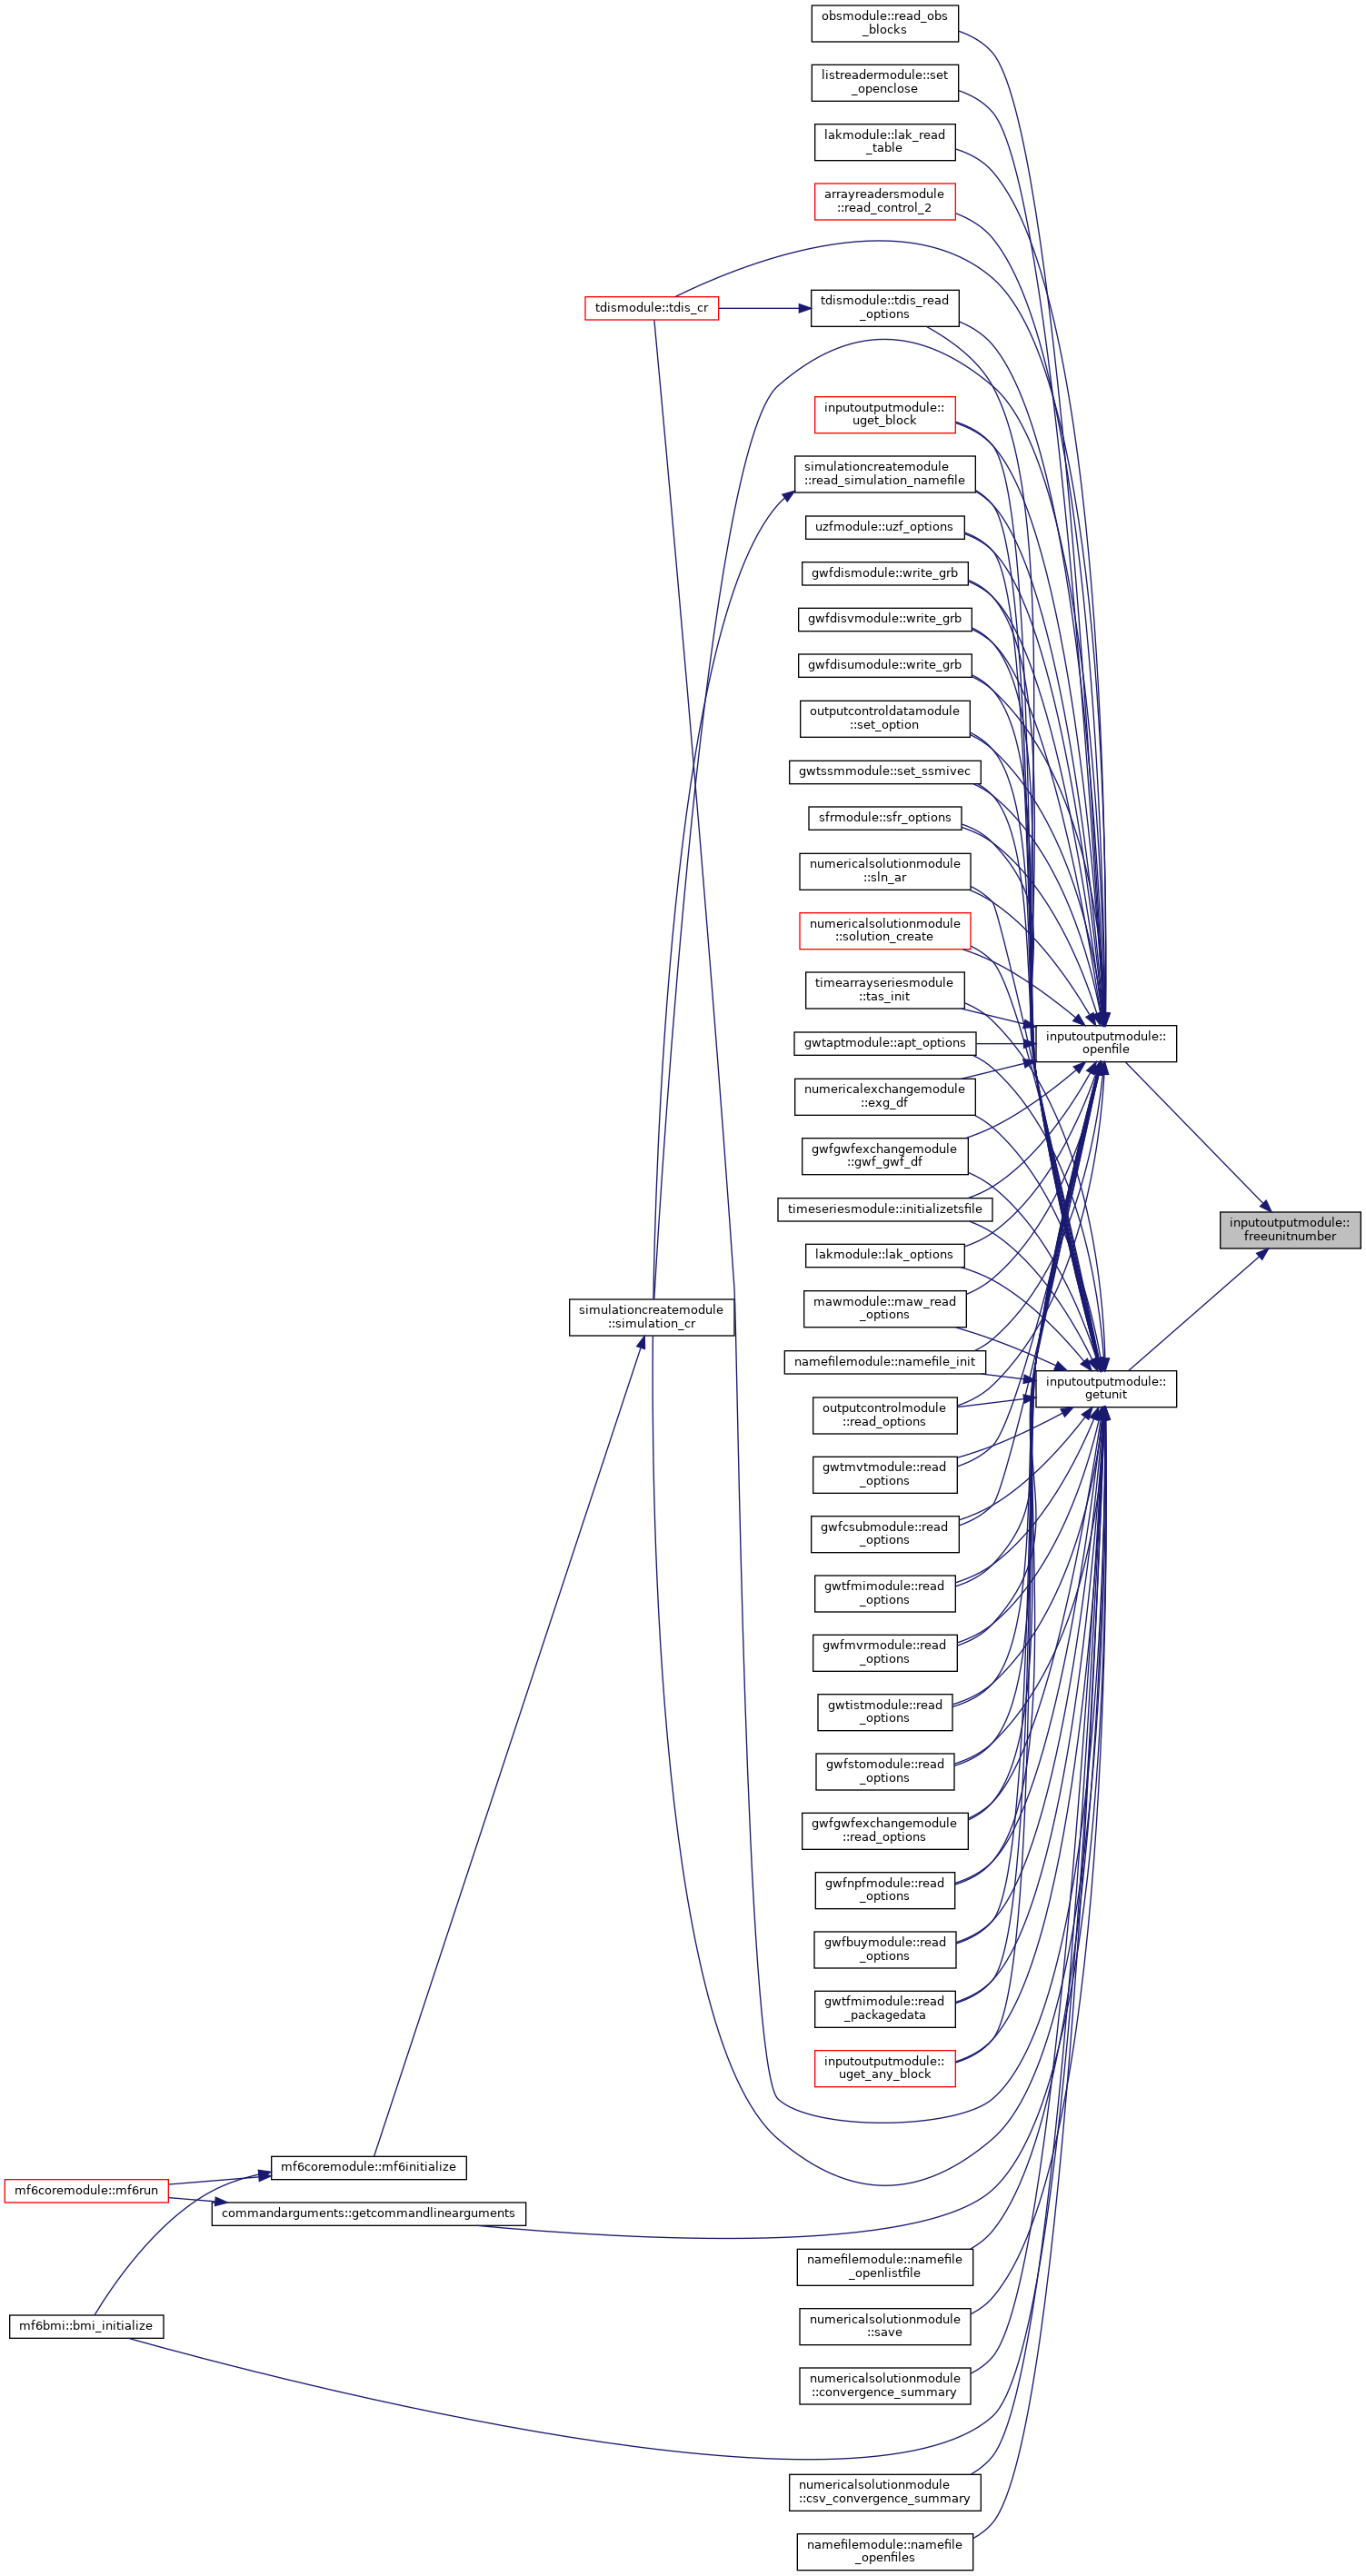 obsmodule::read_obs
_blocks
listreadermodule::set
_openclose
lakmodule::lak_read
_table
arrayreadersmodule
::read_control_2
tdismodule::tdis_cr
tdismodule::tdis_read
_options
inputoutputmodule::
uget_block
simulationcreatemodule
::read_simulation_namefile
uzfmodule::uzf_options
gwfdismodule::write_grb
gwfdisvmodule::write_grb
gwfdisumodule::write_grb
outputcontroldatamodule
::set_option
gwtssmmodule::set_ssmivec
sfrmodule::sfr_options
numericalsolutionmodule
::sln_ar
numericalsolutionmodule
::solution_create
timearrayseriesmodule
::tas_init
gwtaptmodule::apt_options
inputoutputmodule::
openfile
numericalexchangemodule
::exg_df
gwfgwfexchangemodule
::gwf_gwf_df
timeseriesmodule::initializetsfile
inputoutputmodule::
freeunitnumber
lakmodule::lak_options
simulationcreatemodule
::simulation_cr
mawmodule::maw_read
_options
namefilemodule::namefile_init
inputoutputmodule::
getunit
outputcontrolmodule
::read_options
gwtmvtmodule::read
_options
gwfcsubmodule::read
_options
gwtfmimodule::read
_options
gwfmvrmodule::read
_options
gwtistmodule::read
_options
gwfstomodule::read
_options
gwfgwfexchangemodule
::read_options
gwfnpfmodule::read
_options
gwfbuymodule::read
_options
gwtfmimodule::read
_packagedata
inputoutputmodule::
uget_any_block
mf6coremodule::mf6initialize
mf6coremodule::mf6run
commandarguments::getcommandlinearguments
namefilemodule::namefile
_openlistfile
mf6bmi::bmi_initialize
numericalsolutionmodule
::save
numericalsolutionmodule
::convergence_summary
numericalsolutionmodule
::csv_convergence_summary
namefilemodule::namefile
_openfiles